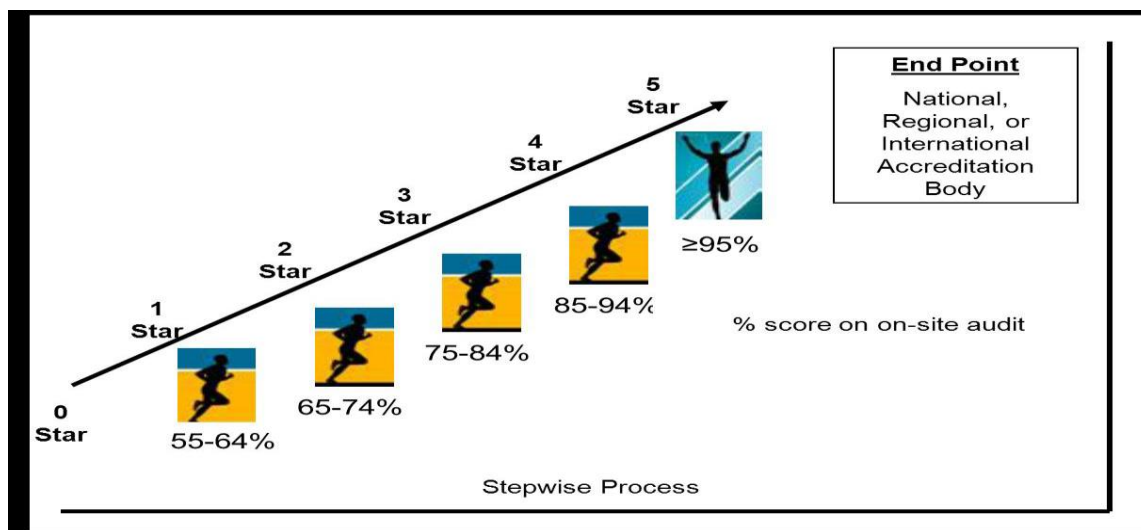 End Point
National,
Regional, or
International
Accreditation
Body
5
Star
4
Star
3
Star
2
Star
1
Star
0
Star
≥95%
85-94%
75-84%
65-74%
55-64%
% score on on-site audit
Stepwise Process